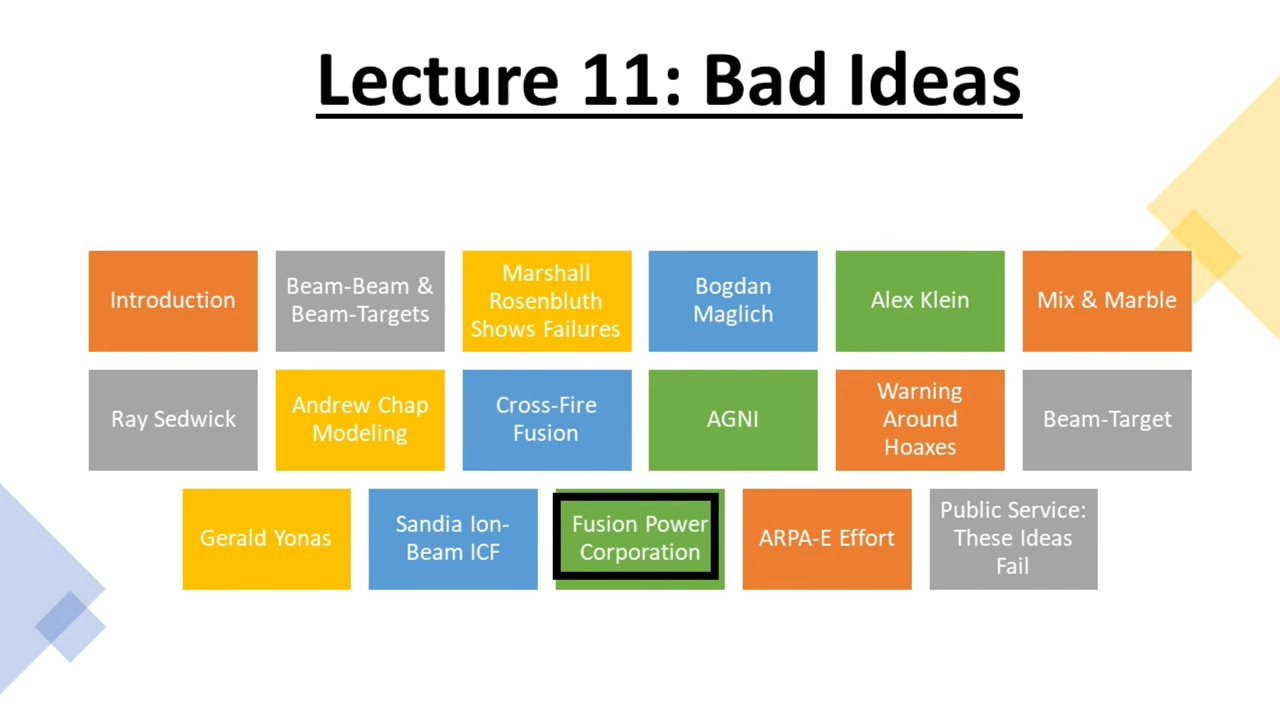 Lecture 11: Bad Ideas
Introduction
Beam-Beam &
Beam-Targets
Marshall
Rosenbluth
Shows Failures
Bogdan
Maglich
Alex Klein
Mix & Marble
Ray Sedwick
Andrew Chap
Modeling
Cross-Fire
Fusion
AGNI
Warning
Around
Hoaxes
Beam-Target
Gerald Yonas
Sandia Ion-
Beam ICF
Fusion Power
Corporation
ARPA-E Effort
Public Service:
These Ideas
Fail